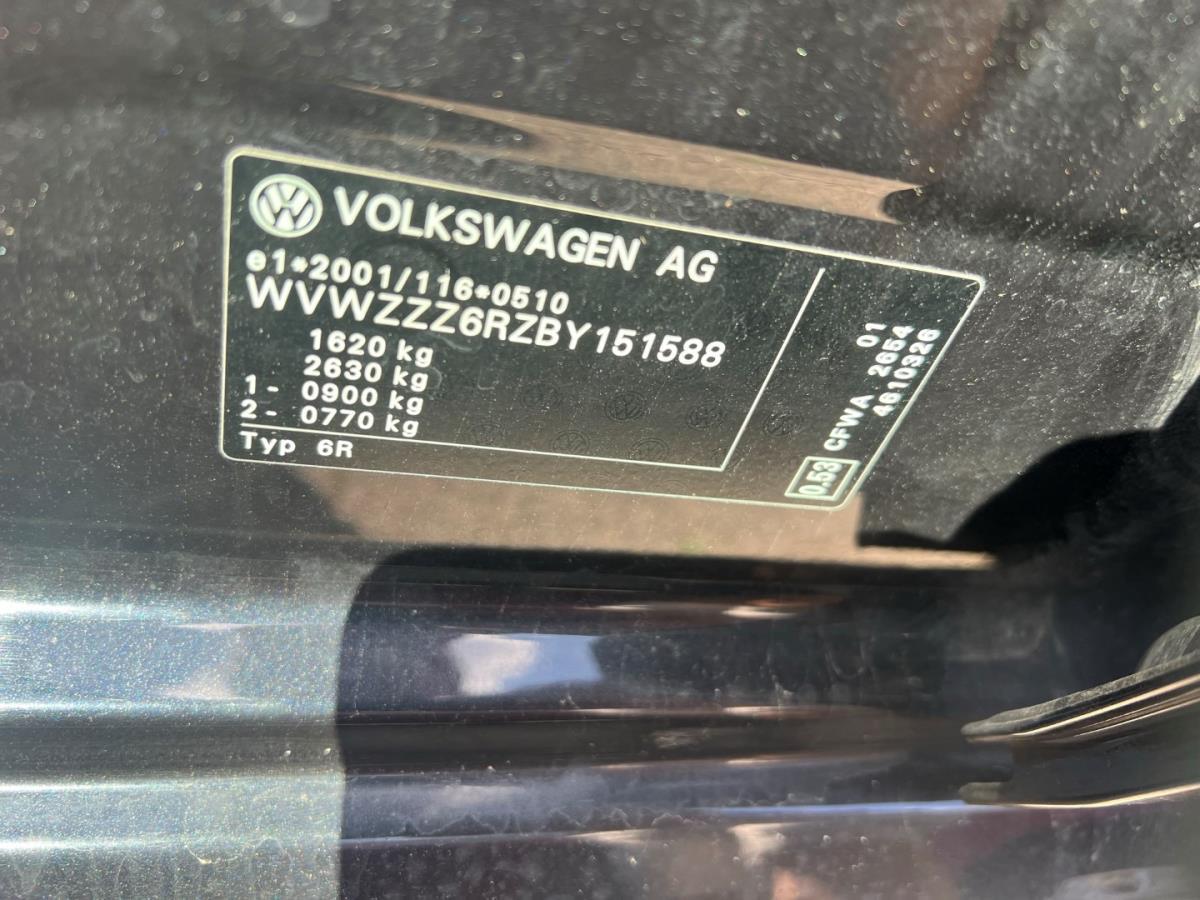 VOLKSWAGEN AG
e1*2001/116*0510
WVWZZZ6RZBY151588
1620 kg
2630 kg
1- 0900 kg
2- 0770 kg
Typ 6R
01
CFWA 2654
4610326
0.53